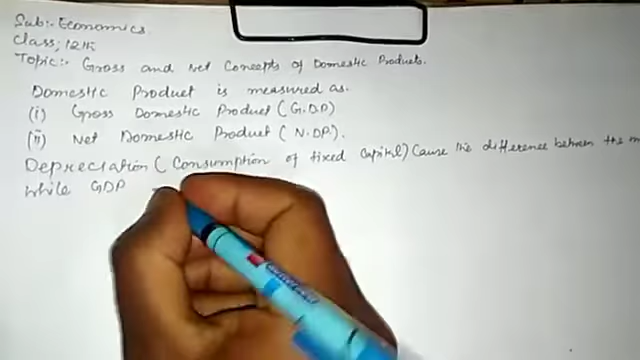 Sub:- Economics.
Class; 12th
Topic:- Gross and Net Concepts of Domestic Products.
Domestic Product is measured as.
(i) Gross Domestic Product (G.D.P)
(ii) Net Domestic Product (N.D.P).
Depreciation (Consumption of fixed capital) Cause the difference between the
while GDP